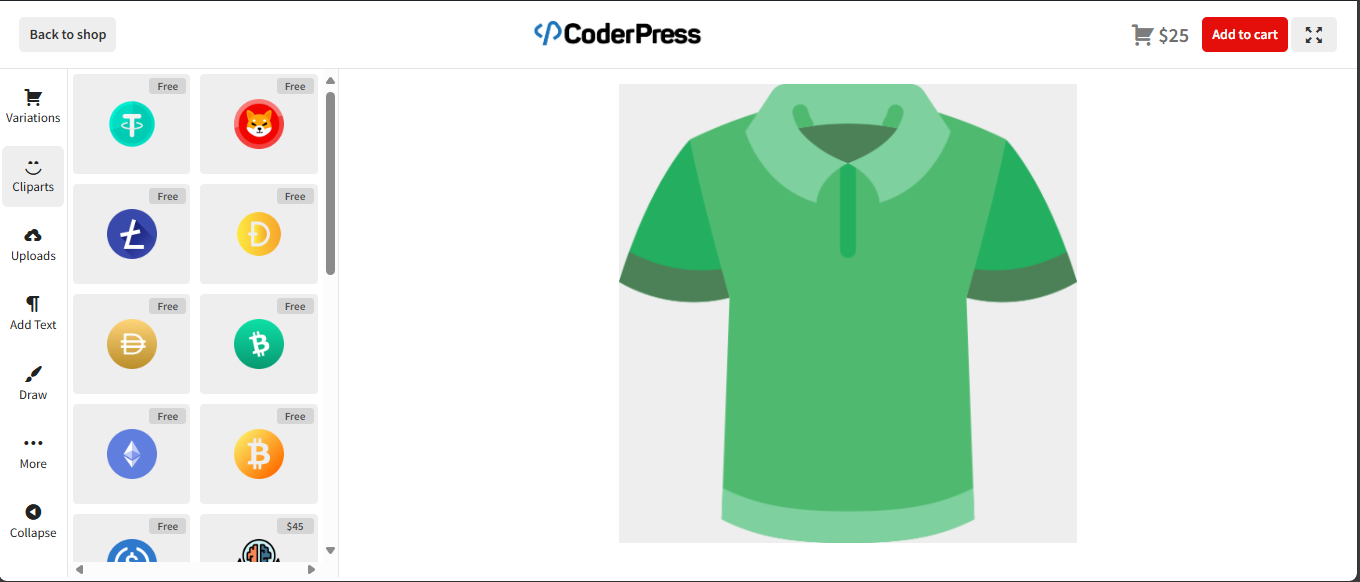 Back to shop
CoderPress
$25
Add to cart
Variations
Cliparts
Uploads
Add Text
Draw
More
Collapse
Free
Free
Free
Free
Free
Free
Free
Free
Free
$45